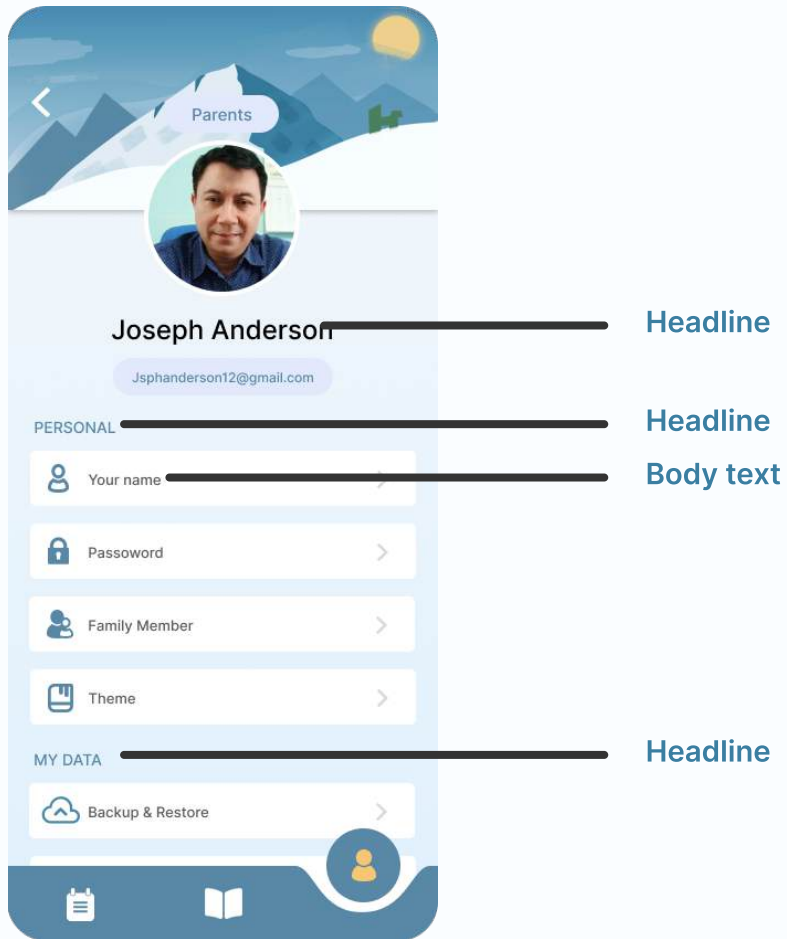 Parents
Joseph Anderson
Headline
Jsphanderson12@gmail.com
PERSONAL
Headline
Your name
Body text
Passoword
Family Member
Theme
MY DATA
Headline
Backup & Restore